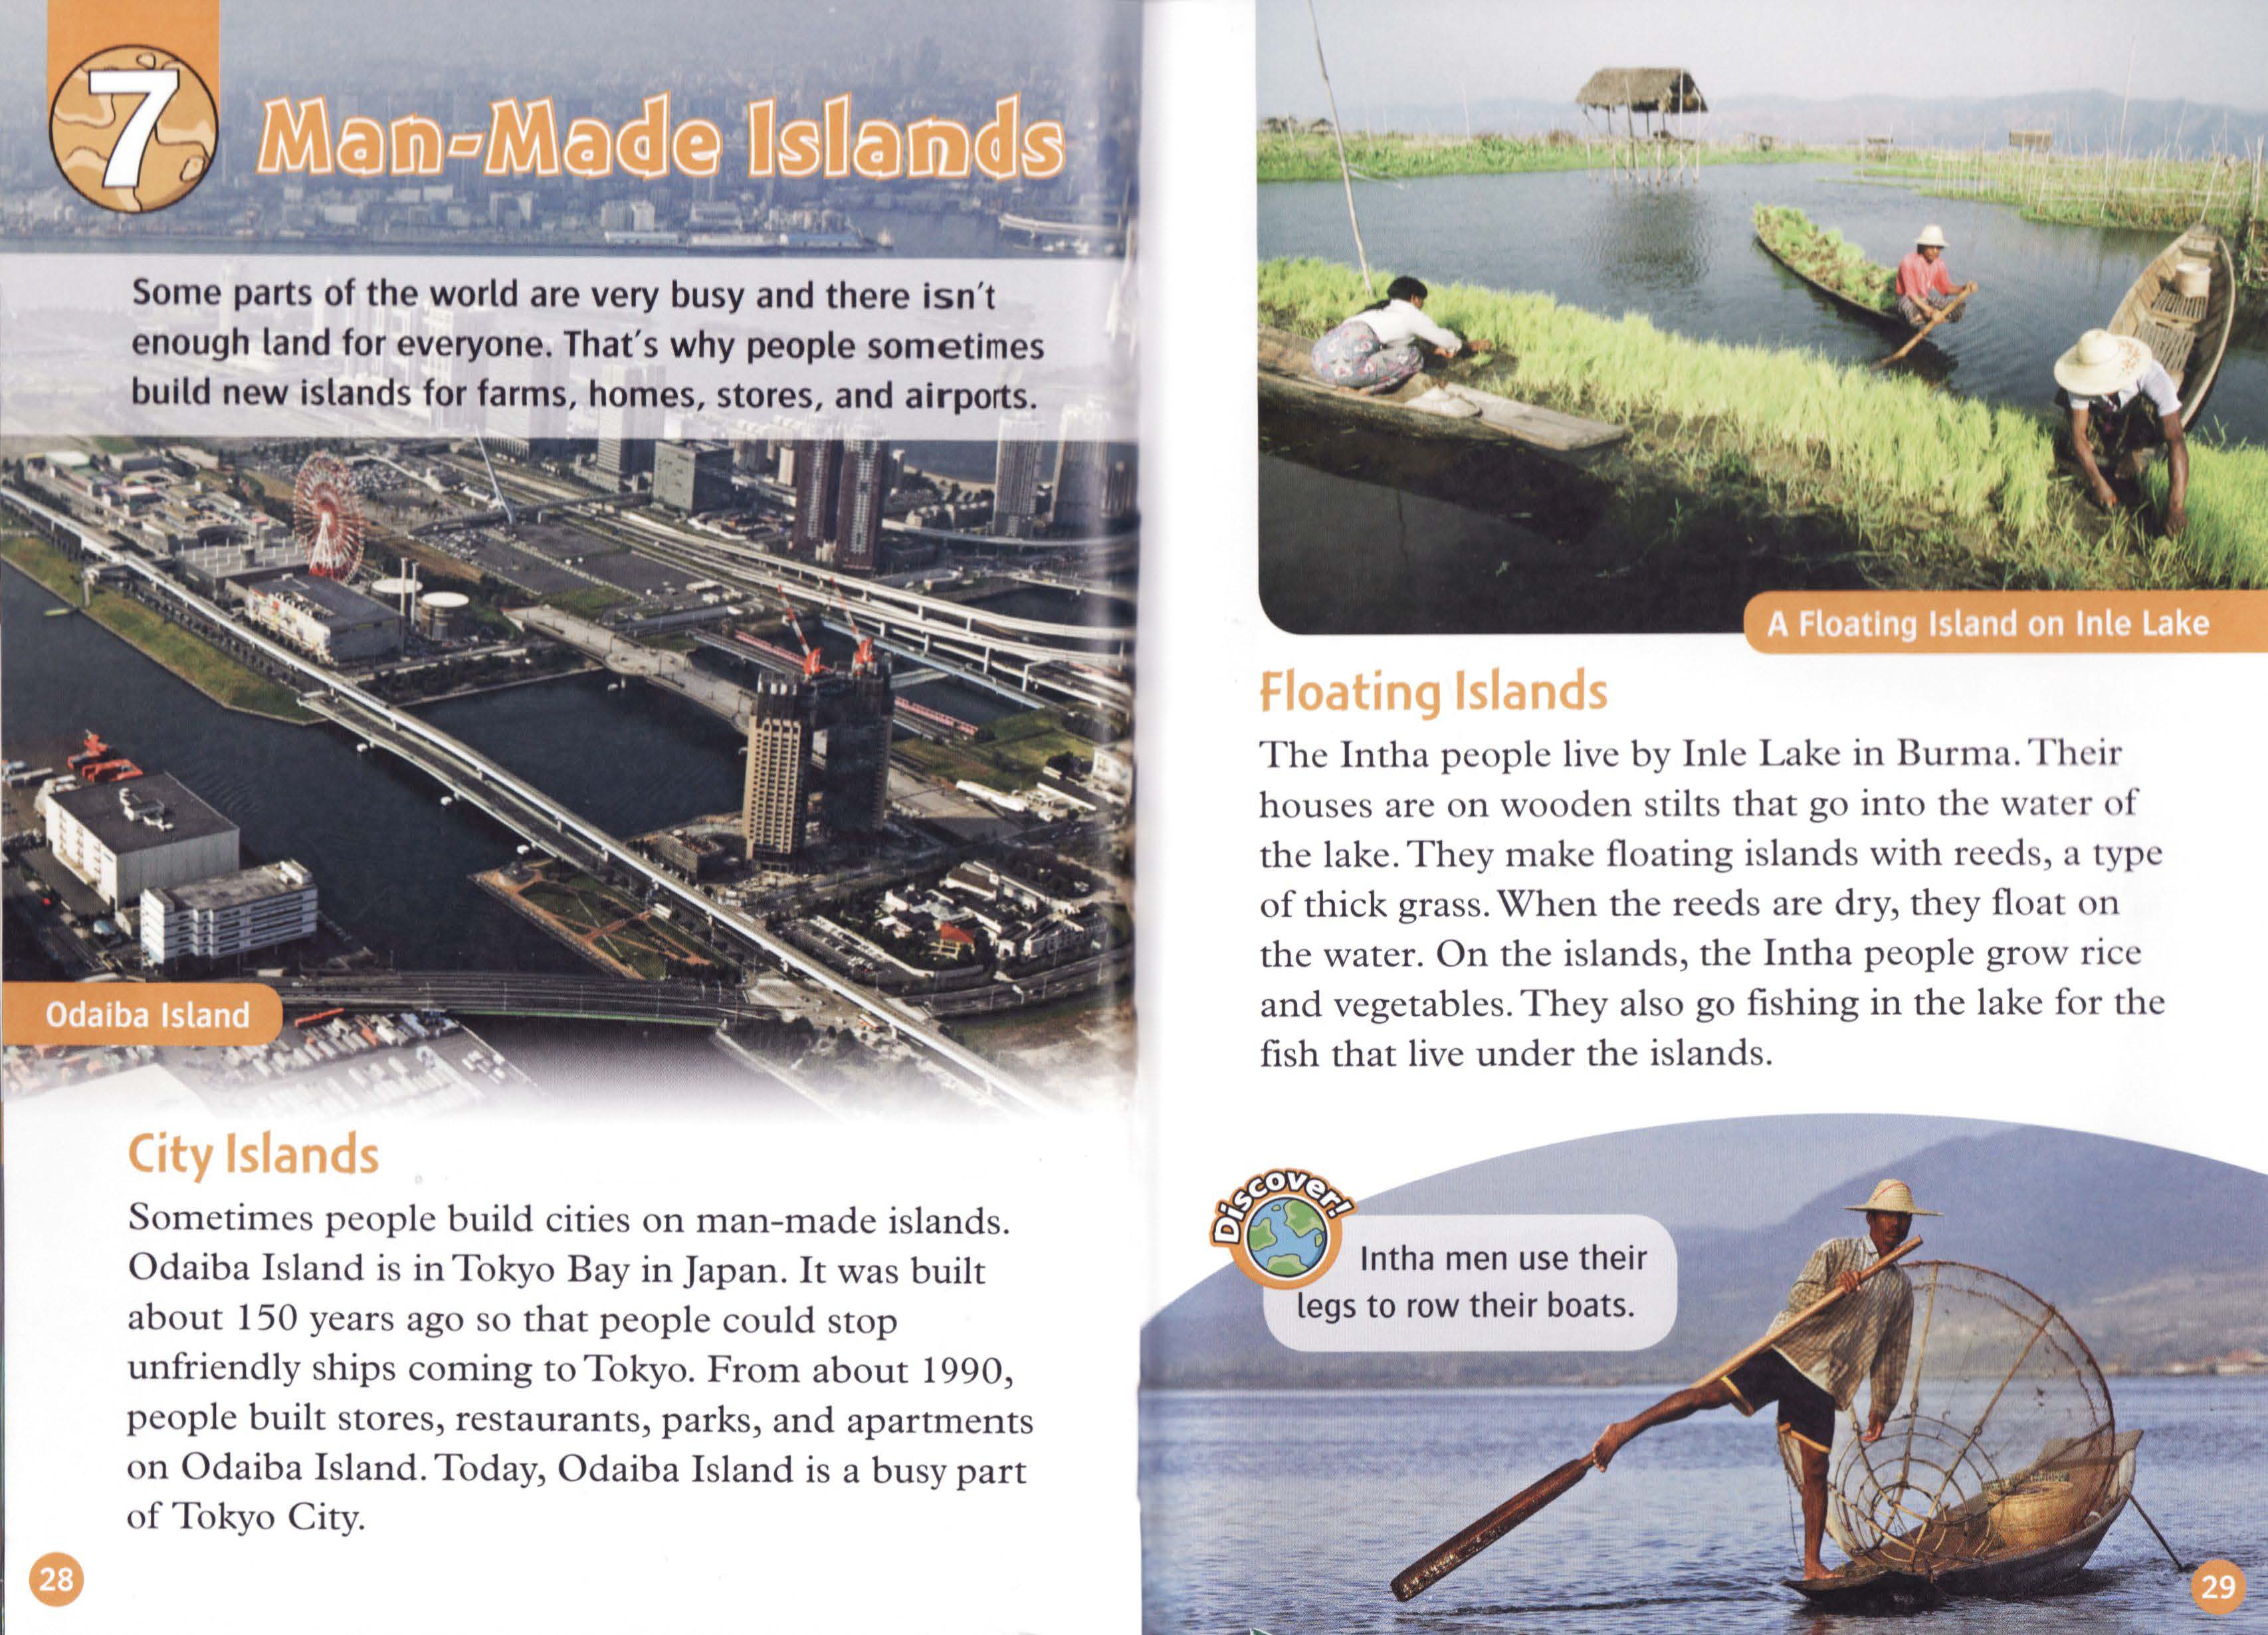 7
Man-Made Islands
Some parts of the world are very busy and there isn't
enough land for everyone. That's why people sometimes
build new islands for farms, homes, stores, and airports.
Odaiba Island
City Islands
Sometimes people build cities on man-made islands.
Odaiba Island is in Tokyo Bay in Japan. It was built
about 150 years ago so that people could stop
unfriendly ships coming to Tokyo. From about 1990,
people built stores, restaurants, parks, and apartments
on Odaiba Island. Today, Odaiba Island is a busy part
of Tokyo City.
28
A Floating Island on Inle Lake
Floating Islands
The Intha people live by Inle Lake in Burma. Their
houses are on wooden stilts that go into the water of
the lake. They make floating islands with reeds, a type
of thick grass. When the reeds are dry, they float on
the water. On the islands, the Intha people grow rice
and vegetables. They also go fishing in the lake for the
fish that live under the islands.
Discover!
Intha men use their
legs to row their boats.
29